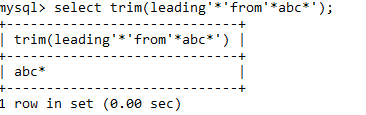 mysql> select trim(leading'*'from'*abc*');
+-----------------------------+
| trim(leading'*'from'*abc*') |
+-----------------------------+
| abc*                        |
+-----------------------------+
1 row in set (0.00 sec)